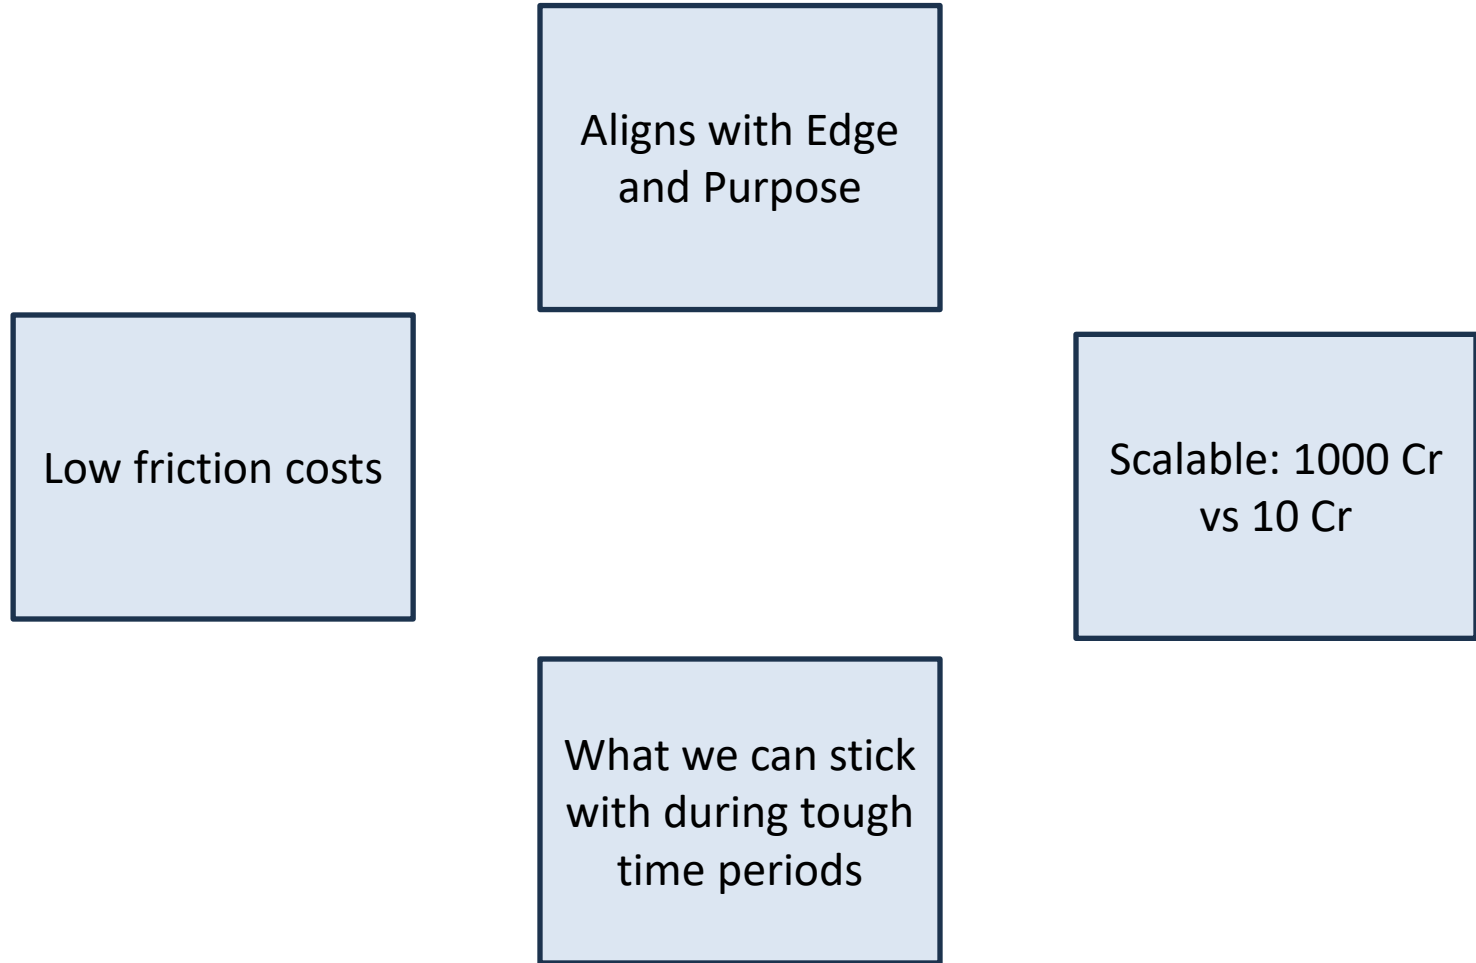 Aligns with Edge
and Purpose
Low friction costs
Scalable: 1000 Cr
vs 10 Cr
What we can stick
with during tough
time periods